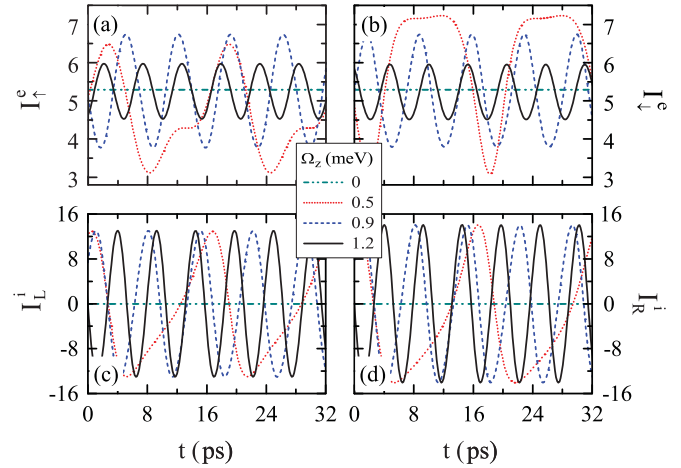 (a)
(b)
7
6
5
4
3
I↑e
7
6
5
4
3
I↓e
Ωz (meV)
0
0.5
0.9
1.2
16
8
0
-8
-16
ILi
(c)
(d)
16
8
0
-8
-16
IRi
0 8 16 24 32
0 8 16 24 32
t (ps)
t (ps)